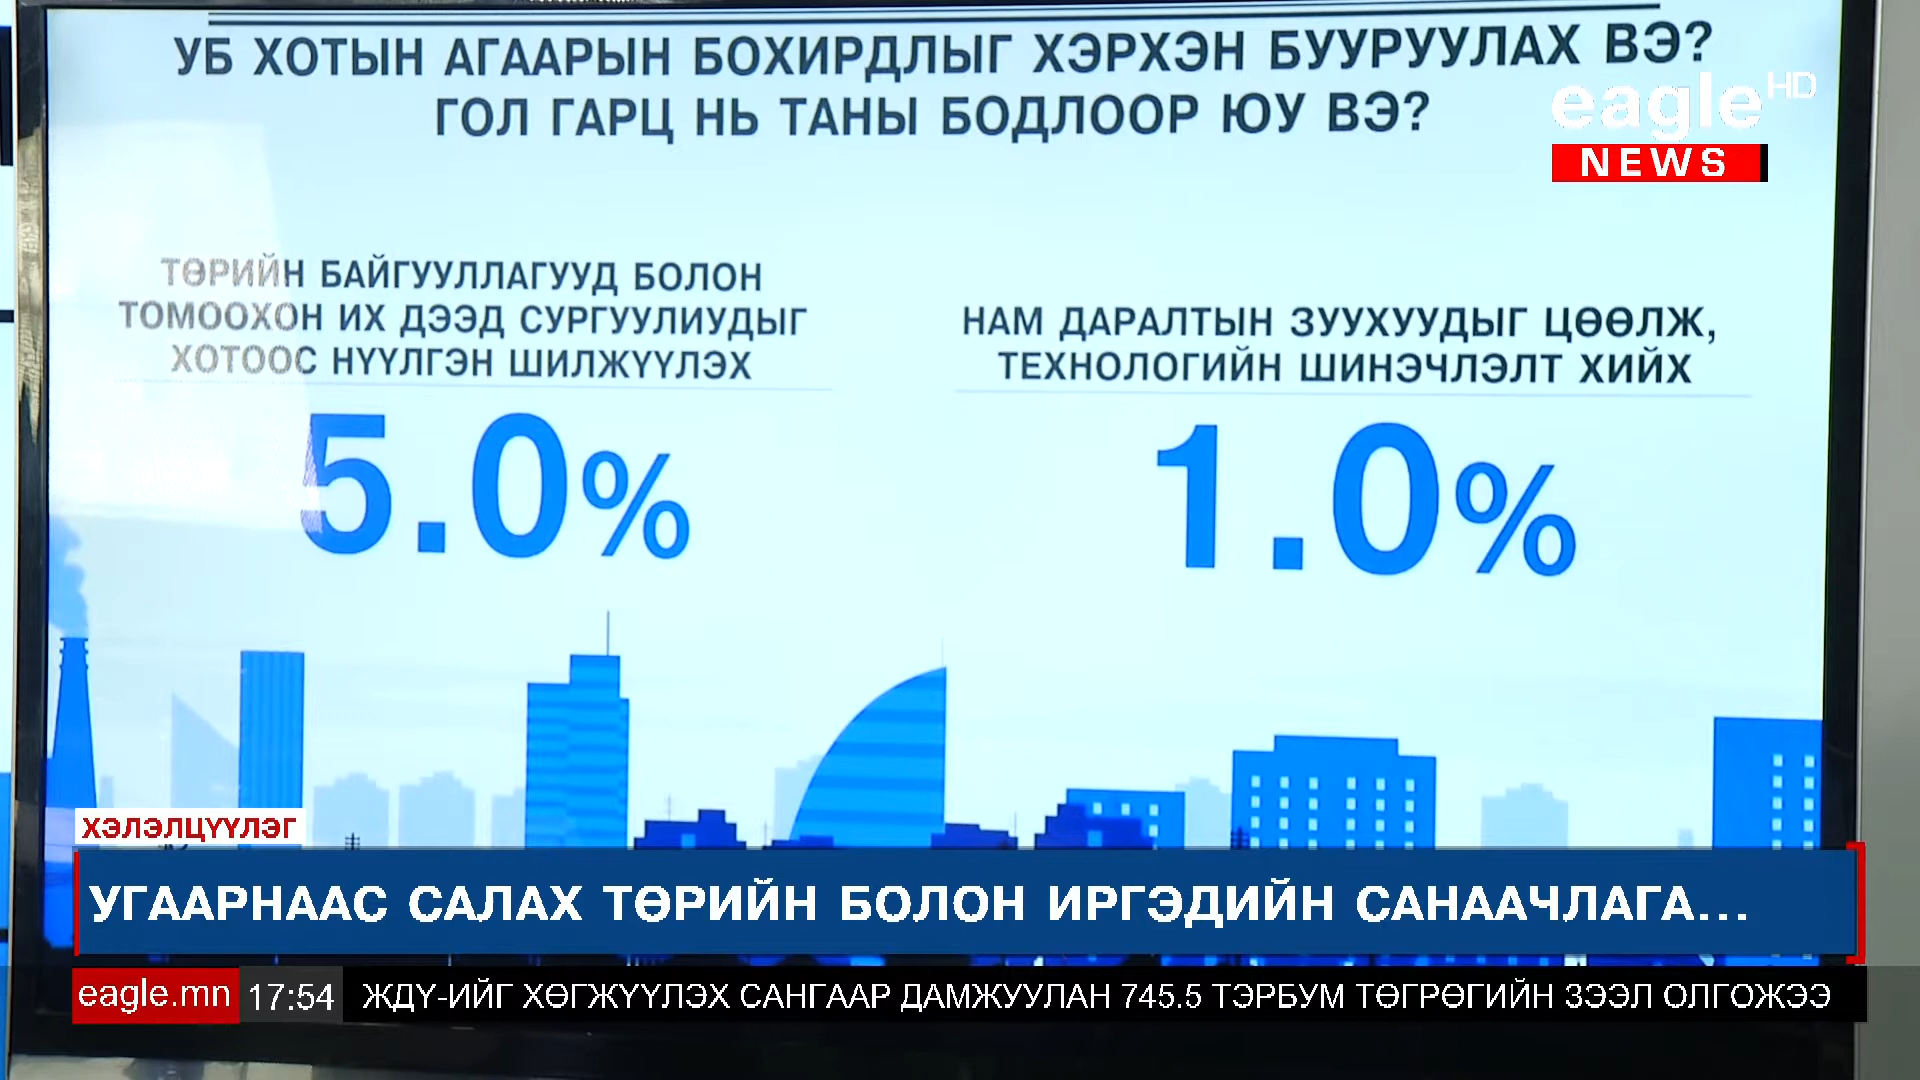 УБ ХОТЫН АГААРЫН БОХИРДЛЫГ ХЭРХЭН БУУРУУЛАХ ВЭ?
ГОЛ ГАРЦ НЬ ТАНЫ БОДЛООР ЮУ ВЭ?
eagle HD
NEWS
ТӨРИЙН БАЙГУУЛЛАГУУД БОЛОН
ТОМООХОН ИХ ДЭЭД СУРГУУЛИУДЫГ
ХОТООС НҮҮЛГЭН ШИЛЖҮҮЛЭХ
5.0%
НАМ ДАРАЛТЫН ЗУУХУУДЫГ ЦӨӨЛЖ,
ТЕХНОЛОГИЙН ШИНЭЧЛЭЛТ ХИЙХ
1.0%
ХЭЛЭЛЦҮҮЛЭГ
УГААРНААС САЛАХ ТӨРИЙН БОЛОН ИРГЭДИЙН САНААЧЛАГА...
eagle.mn 17:54 ЖДҮ-ИЙГ ХӨГЖҮҮЛЭХ САНГААР ДАМЖУУЛАН 745.5 ТЭРБУМ ТӨГРӨГИЙН ЗЭЭЛ ОЛГОЖЭЭ